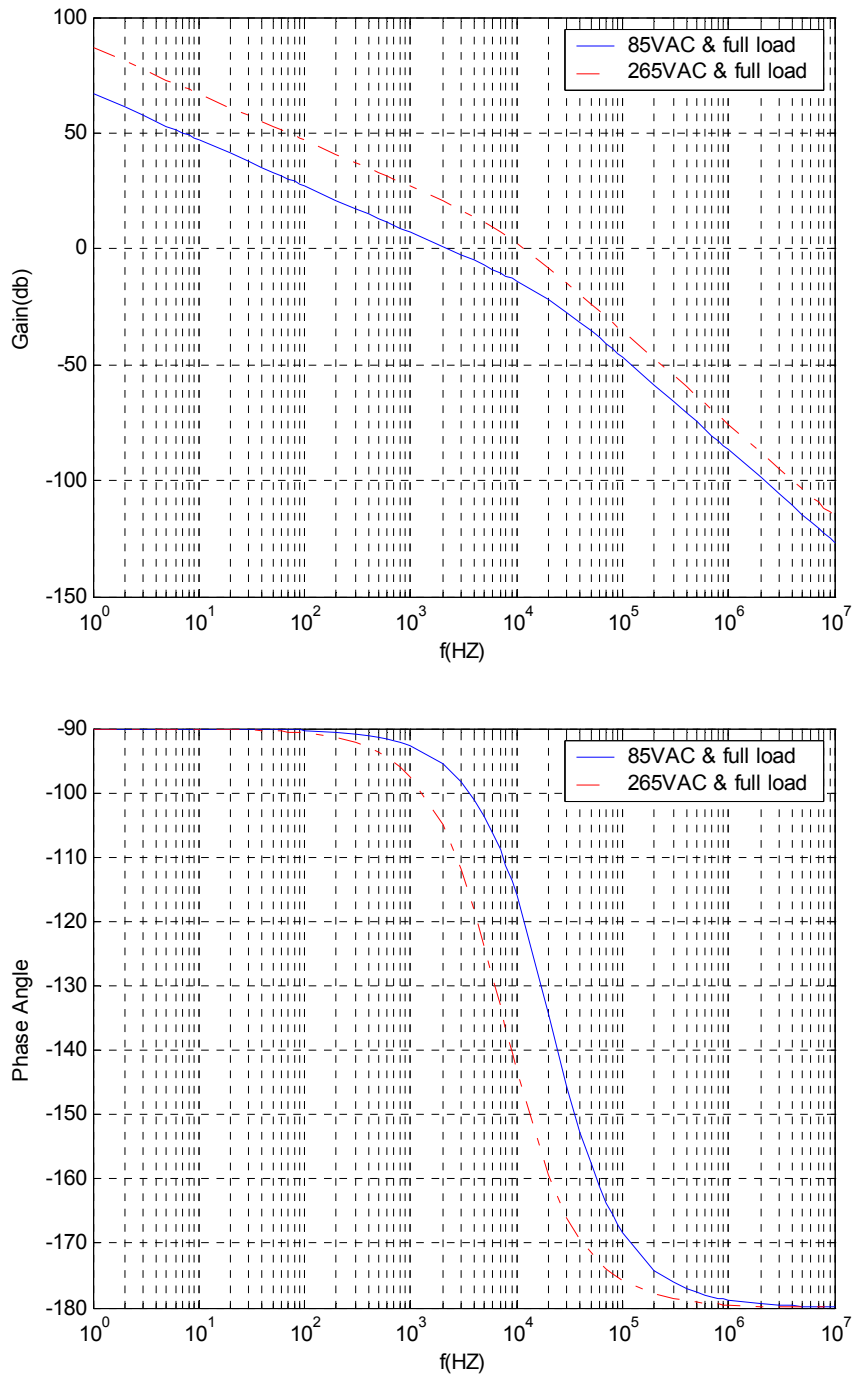 100
85VAC & full load
265VAC & full load
50
0
-50
-100
-150
Gain(db)
10^0 10^1 10^2 10^3 10^4 10^5 10^6 10^7
f(HZ)
-90
85VAC & full load
265VAC & full load
-100
-110
-120
-130
-140
-150
-160
-170
-180
Phase Angle
10^0 10^1 10^2 10^3 10^4 10^5 10^6 10^7
f(HZ)